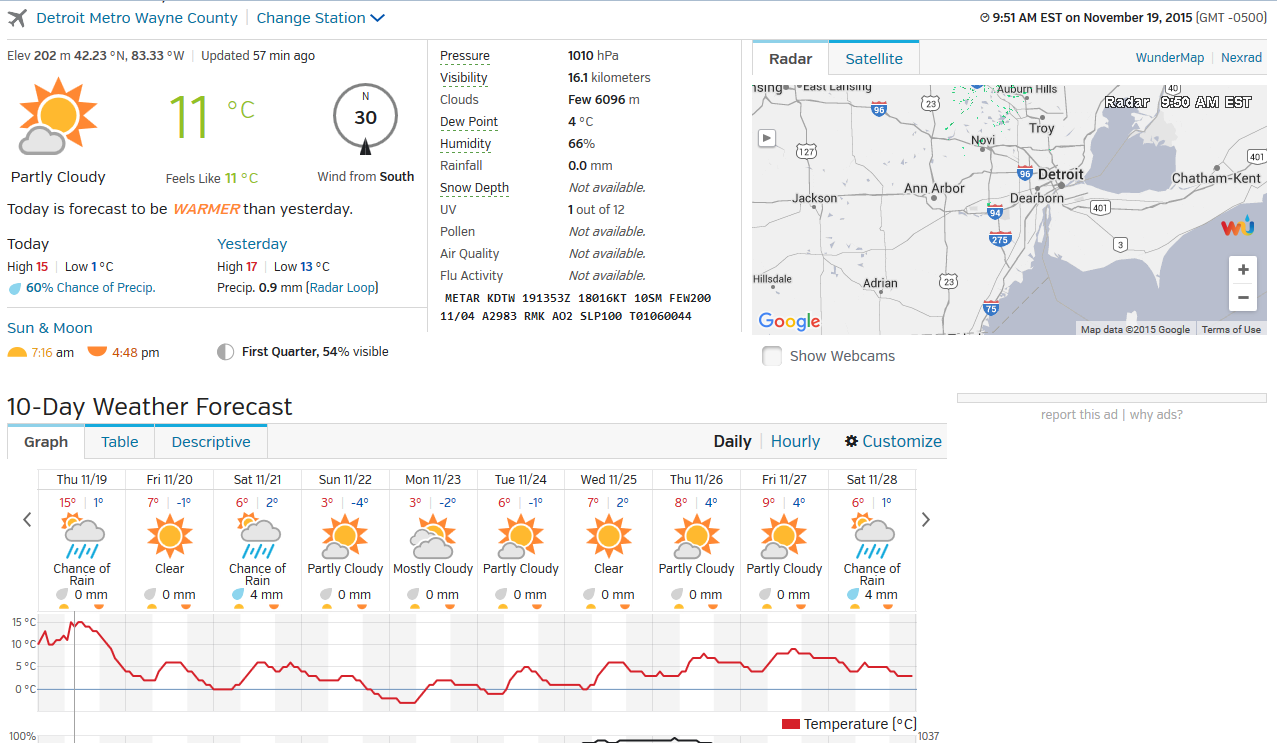 Detroit Metro Wayne County | Change Station
9:51 AM EST on November 19, 2015 (GMT -0500)
Elev 202 m 42.23 °N, 83.33 °W | Updated 57 min ago
Partly Cloudy
11 °C
Feels Like 11 °C
N
30
Wind from South
Today is forecast to be WARMER than yesterday.
Today
High 15 | Low 1 °C
60% Chance of Precip.
Yesterday
High 17 | Low 13 °C
Precip. 0.9 mm (Radar Loop)
Sun & Moon
7:16 am 4:48 pm First Quarter, 54% visible
Pressure 1010 hPa
Visibility 16.1 kilometers
Clouds Few 6096 m
Dew Point 4 °C
Humidity 66%
Rainfall 0.0 mm
Snow Depth Not available.
UV 1 out of 12
Pollen Not available.
Air Quality Not available.
Flu Activity Not available.
METAR KDTW 191353Z 18016KT 10SM FEW200
11/04 A2983 RMK AO2 SLP100 T01060044
Radar Satellite WunderMap | Nexrad
East Lansing
Auburn Hills
40
Radar 9:50 AM EST
96
23
Troy
Novi
127
401
96
Detroit
Chatham-Kent
Ann Arbor
Jackson
Dearborn
94
401
275
3
Hillsdale
Adrian
23
75
+
−
Google
Map data ©2015 Google Terms of Use
Show Webcams
10-Day Weather Forecast
report this ad | why ads?
Graph Table Descriptive Daily | Hourly Customize
Thu 11/19 Fri 11/20 Sat 11/21 Sun 11/22 Mon 11/23 Tue 11/24 Wed 11/25 Thu 11/26 Fri 11/27 Sat 11/28
15° | 1° 7° | -1° 6° | 2° 3° | -4° 3° | -2° 6° | -1° 7° | 2° 8° | 4° 9° | 4° 6° | 1°
Chance of Rain Clear Chance of Rain Partly Cloudy Mostly Cloudy Partly Cloudy Clear Partly Cloudy Partly Cloudy Chance of Rain
0 mm 0 mm 4 mm 0 mm 0 mm 0 mm 0 mm 0 mm 0 mm 4 mm
15 °C
10 °C
5 °C
0 °C
Temperature (°C)
100% 1037